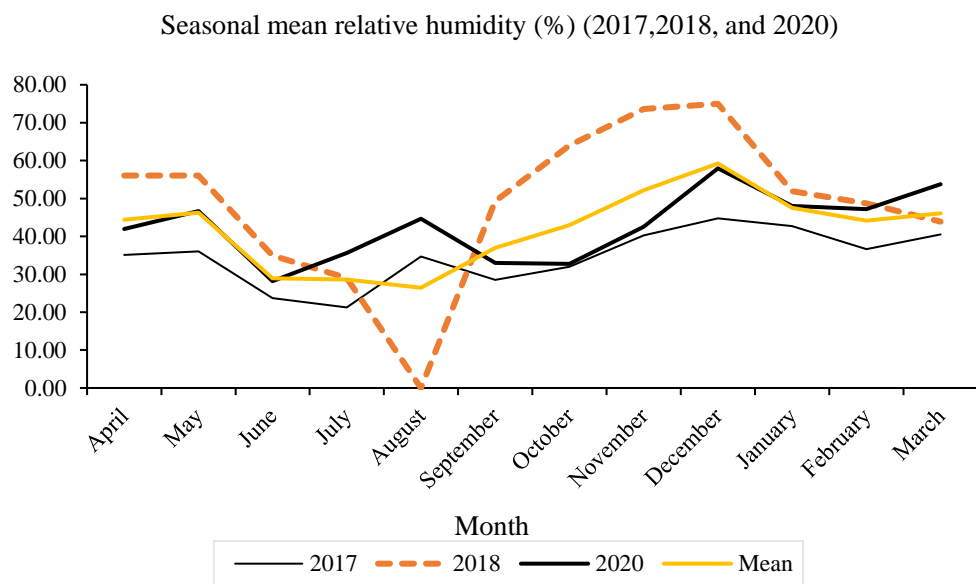 Seasonal mean relative humidity (%) (2017,2018, and 2020)
80.00
70.00
60.00
50.00
40.00
30.00
20.00
10.00
0.00
April
May
June
July
August
September
October
November
December
January
February
March
Month
2017 2018 2020 Mean